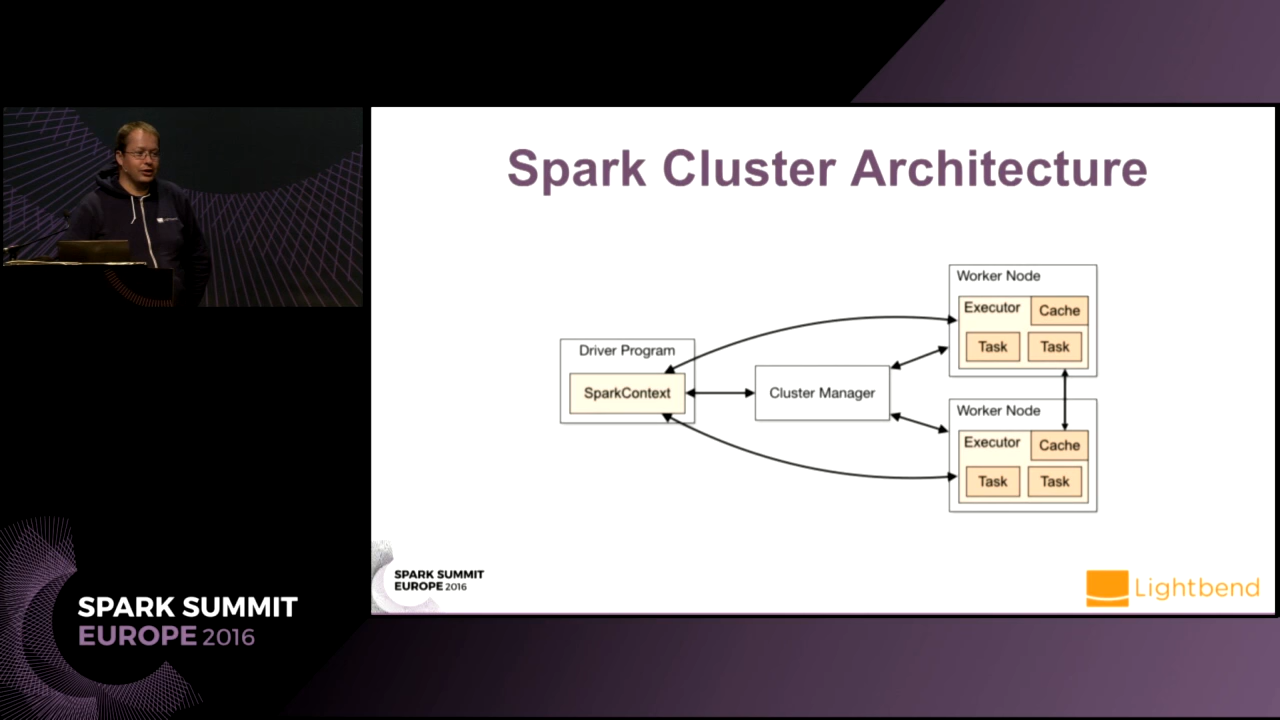 Spark Cluster Architecture
Driver Program
SparkContext
Cluster Manager
Worker Node
Executor
Cache
Task
Task
Worker Node
Executor
Cache
Task
Task
SPARK SUMMIT
EUROPE 2016
Lightbend
SPARK SUMMIT
EUROPE 2016